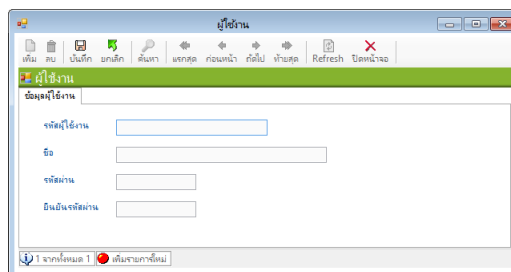 ผู้ใช้งาน
เพิ่ม ลบ บันทึก ยกเลิก ค้นหา แรกสุด ก่อนหน้า ถัดไป ท้ายสุด Refresh ปิดหน้าจอ
ผู้ใช้งาน
ข้อมูลผู้ใช้งาน
รหัสผู้ใช้งาน
ชื่อ
รหัสผ่าน
ยืนยันรหัสผ่าน
1 จากทั้งหมด 1 เพิ่มรายการใหม่